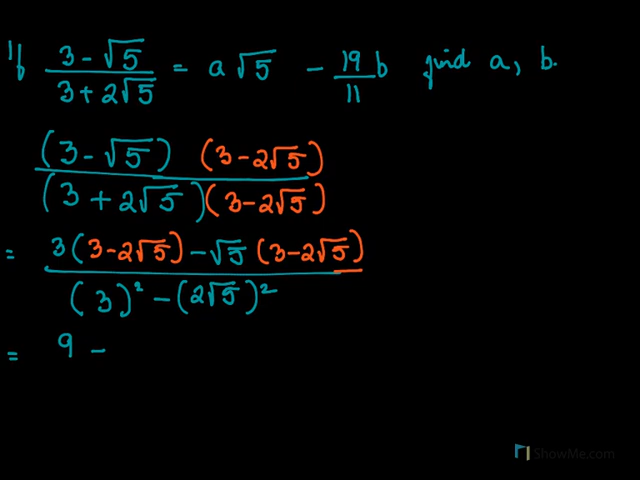 If (3 - √5)/(3 + 2√5) = a√5 - 19/11 b find a, b.
(3 - √5) (3 - 2√5)
(3 + 2√5) (3 - 2√5)
= 3(3 - 2√5) - √5 (3 - 2√5)
(3)² - (2√5)²
= 9 -
ShowMe.com